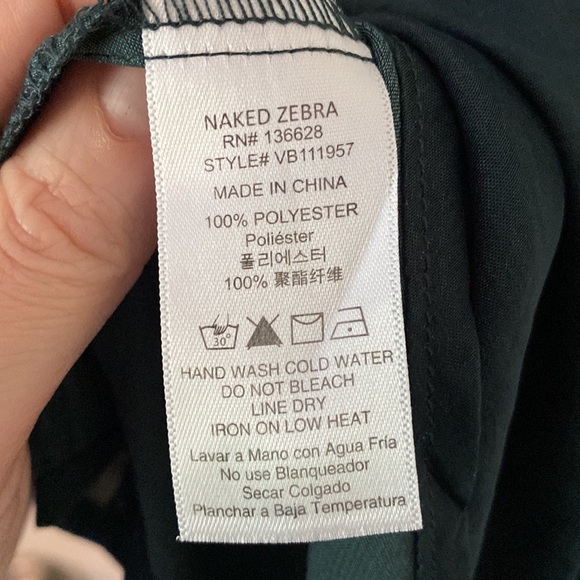 NAKED ZEBRA
RN# 136628
STYLE# VB111957
MADE IN CHINA
100% POLYESTER
Poliéster
폴리에스터
100% 聚酯纤维
30°
HAND WASH COLD WATER
DO NOT BLEACH
LINE DRY
IRON ON LOW HEAT
Lavar a Mano con Agua Fria
No use Blanqueador
Secar Colgado
Planchar a Baja Temperatura